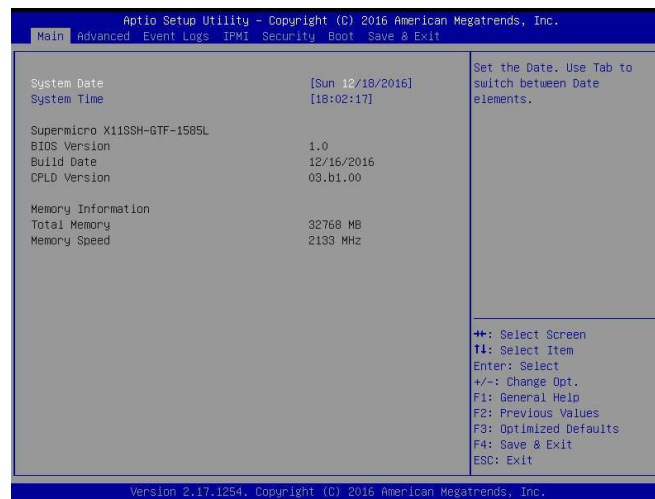 Aptio Setup Utility – Copyright (C) 2016 American Megatrends, Inc.
Main Advanced Event Logs IPMI Security Boot Save & Exit
System Date [Sun 12/18/2016]
System Time [18:02:17]
Supermicro X11SSH-GTF-1585L
BIOS Version 1.0
Build Date 12/16/2016
CPLD Version 03.b1.00
Memory Information
Total Memory 32768 MB
Memory Speed 2133 MHz
Set the Date. Use Tab to
switch between Date
elements.
→←: Select Screen
↑↓: Select Item
Enter: Select
+/-: Change Opt.
F1: General Help
F2: Previous Values
F3: Optimized Defaults
F4: Save & Exit
ESC: Exit
Version 2.17.1254. Copyright (C) 2016 American Megatrends, Inc.